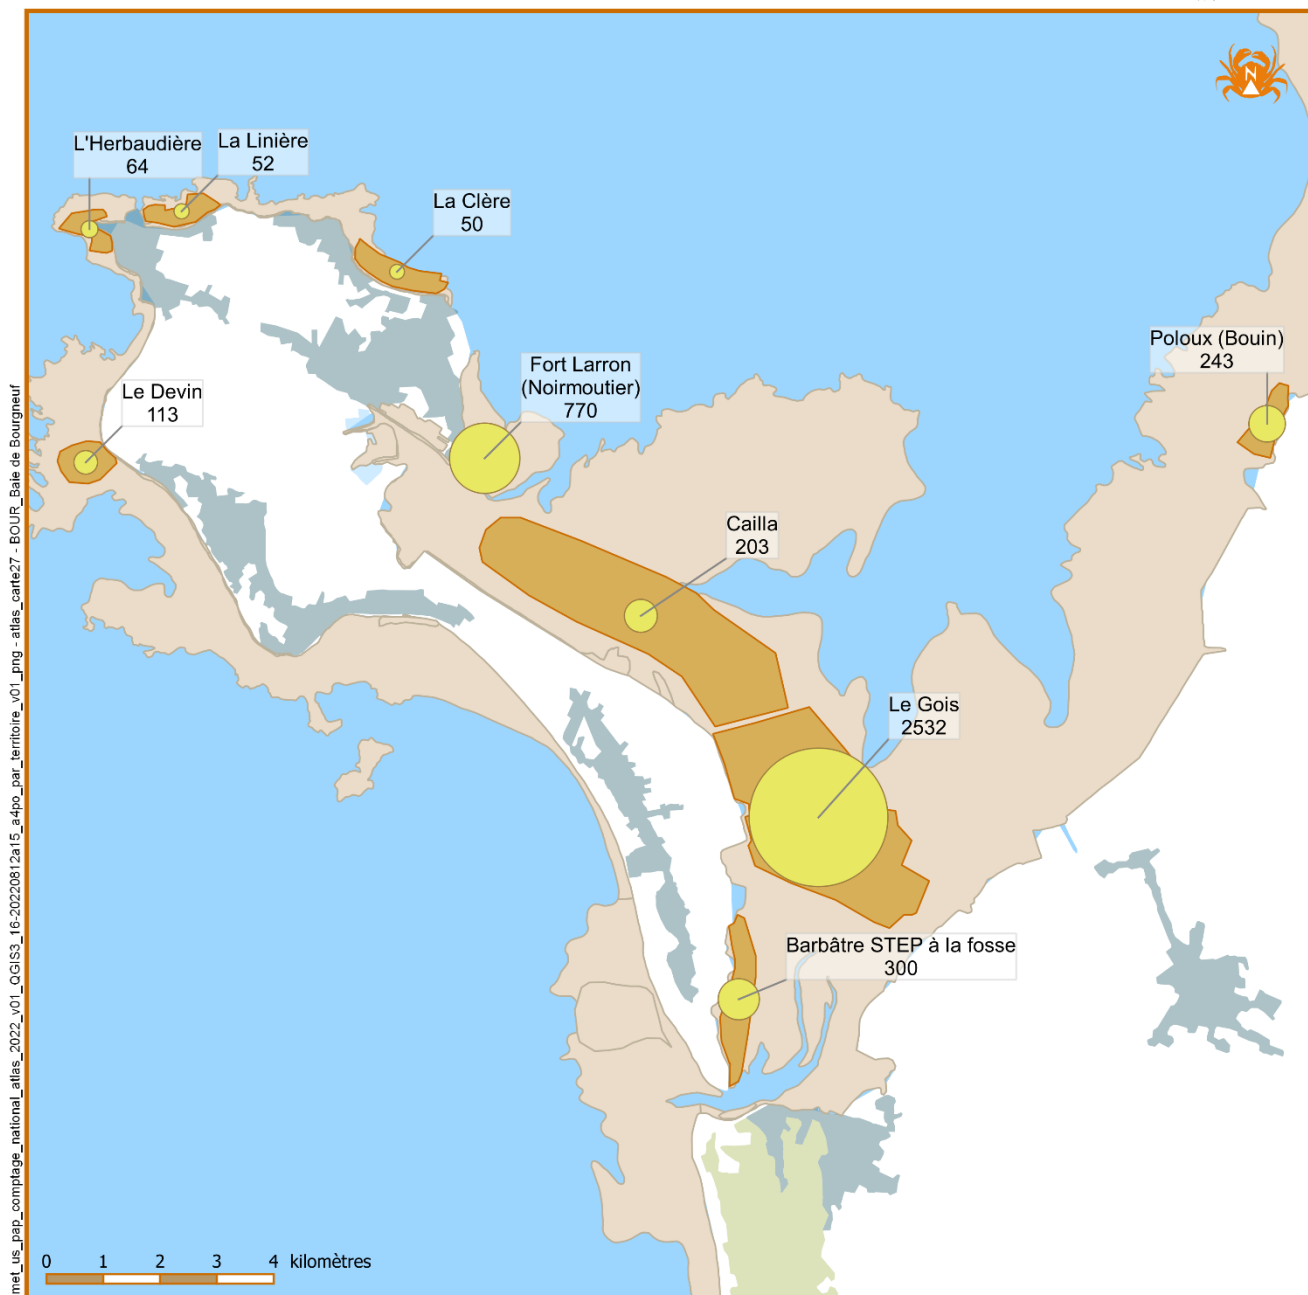 N
L'Herbaudière
64
La Linière
52
La Clère
50
Poloux (Bouin)
243
Fort Larron
(Noirmoutier)
770
Le Devin
113
Cailla
203
Le Gois
2532
Barbâtre STEP à la fosse
300
0 1 2 3 4 kilomètres
met_us_pap_comptage_national_atlas_2022_v01_QGIS3_16-20220812a15_a4po_par_territoire_v01_png - atlas_carte27 - BOUR_Baie de Bourgneuf